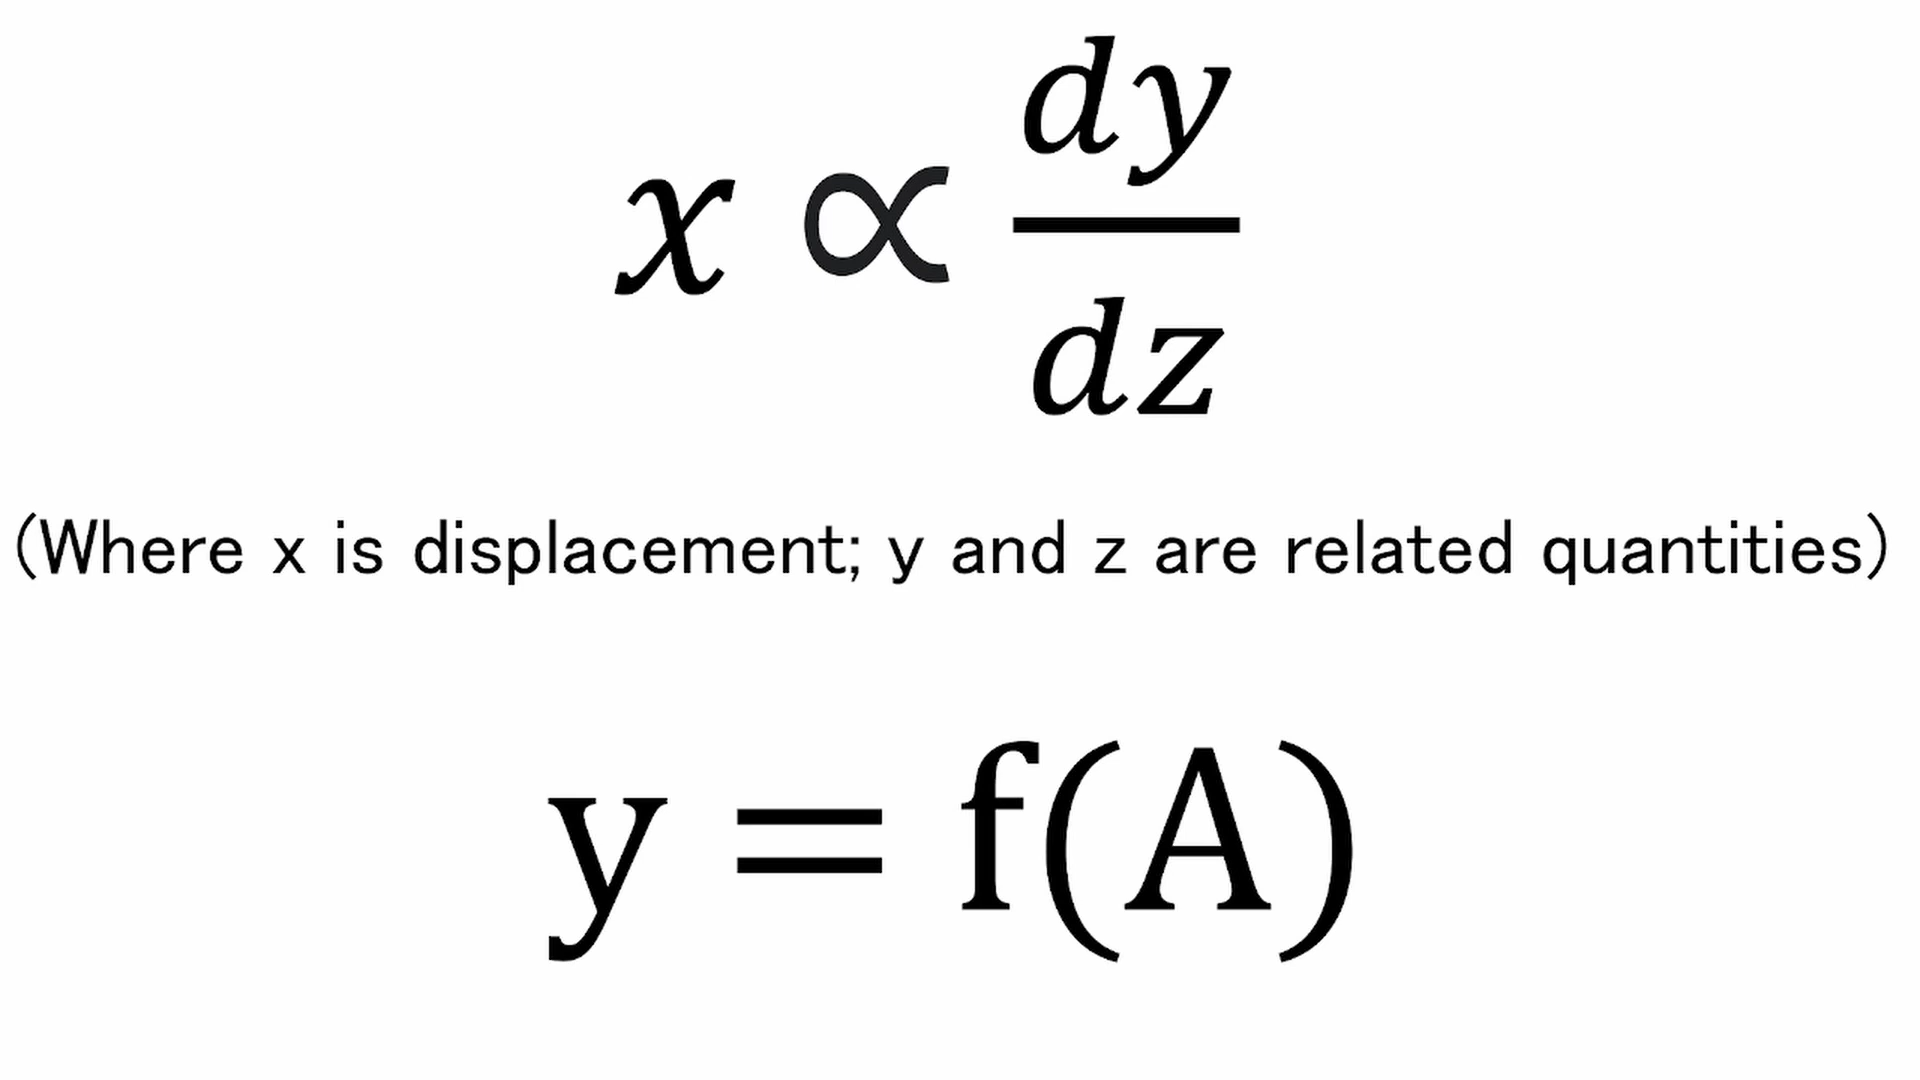 x ∝ dy/dz
(Where x is displacement; y and z are related quantities)
y = f(A)